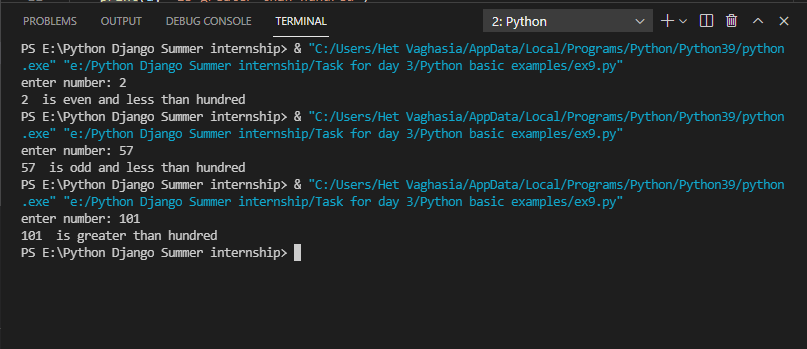 PROBLEMS OUTPUT DEBUG CONSOLE TERMINAL 2: Python
PS E:\Python Django Summer internship> & "C:/Users/Het Vaghasia/AppData/Local/Programs/Python/Python39/python
.exe" "e:/Python Django Summer internship/Task for day 3/Python basic examples/ex9.py"
enter number: 2
2  is even and less than hundred
PS E:\Python Django Summer internship> & "C:/Users/Het Vaghasia/AppData/Local/Programs/Python/Python39/python
.exe" "e:/Python Django Summer internship/Task for day 3/Python basic examples/ex9.py"
enter number: 57
57  is odd and less than hundred
PS E:\Python Django Summer internship> & "C:/Users/Het Vaghasia/AppData/Local/Programs/Python/Python39/python
.exe" "e:/Python Django Summer internship/Task for day 3/Python basic examples/ex9.py"
enter number: 101
101  is greater than hundred
PS E:\Python Django Summer internship>